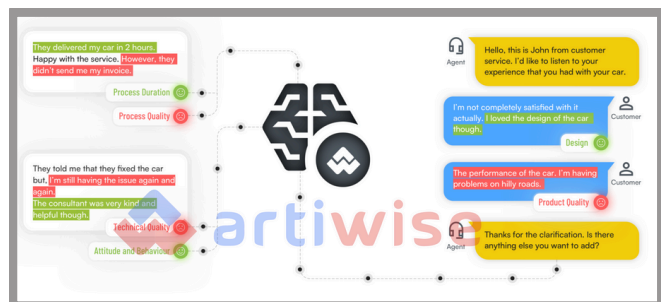 They delivered my car in 2 hours.
Happy with the service. However, they
didn't send me my invoice.
Process Duration
Process Quality
They told me that they fixed the car
but, I'm still having the issue again and
again.
The consultant was very kind and
helpful though.
Technical Quality
Attitude and Behaviour
Agent
Hello, this is John from customer
service. I'd like to listen to your
experience that you had with your car.
I'm not completely satisfied with it
actually. I loved the design of the car
though.
Customer
Design
The performance of the car. I'm having
problems on hilly roads.
Customer
Product Quality
Agent
Thanks for the clarification. Is there
anything else you want to add?
artiwise